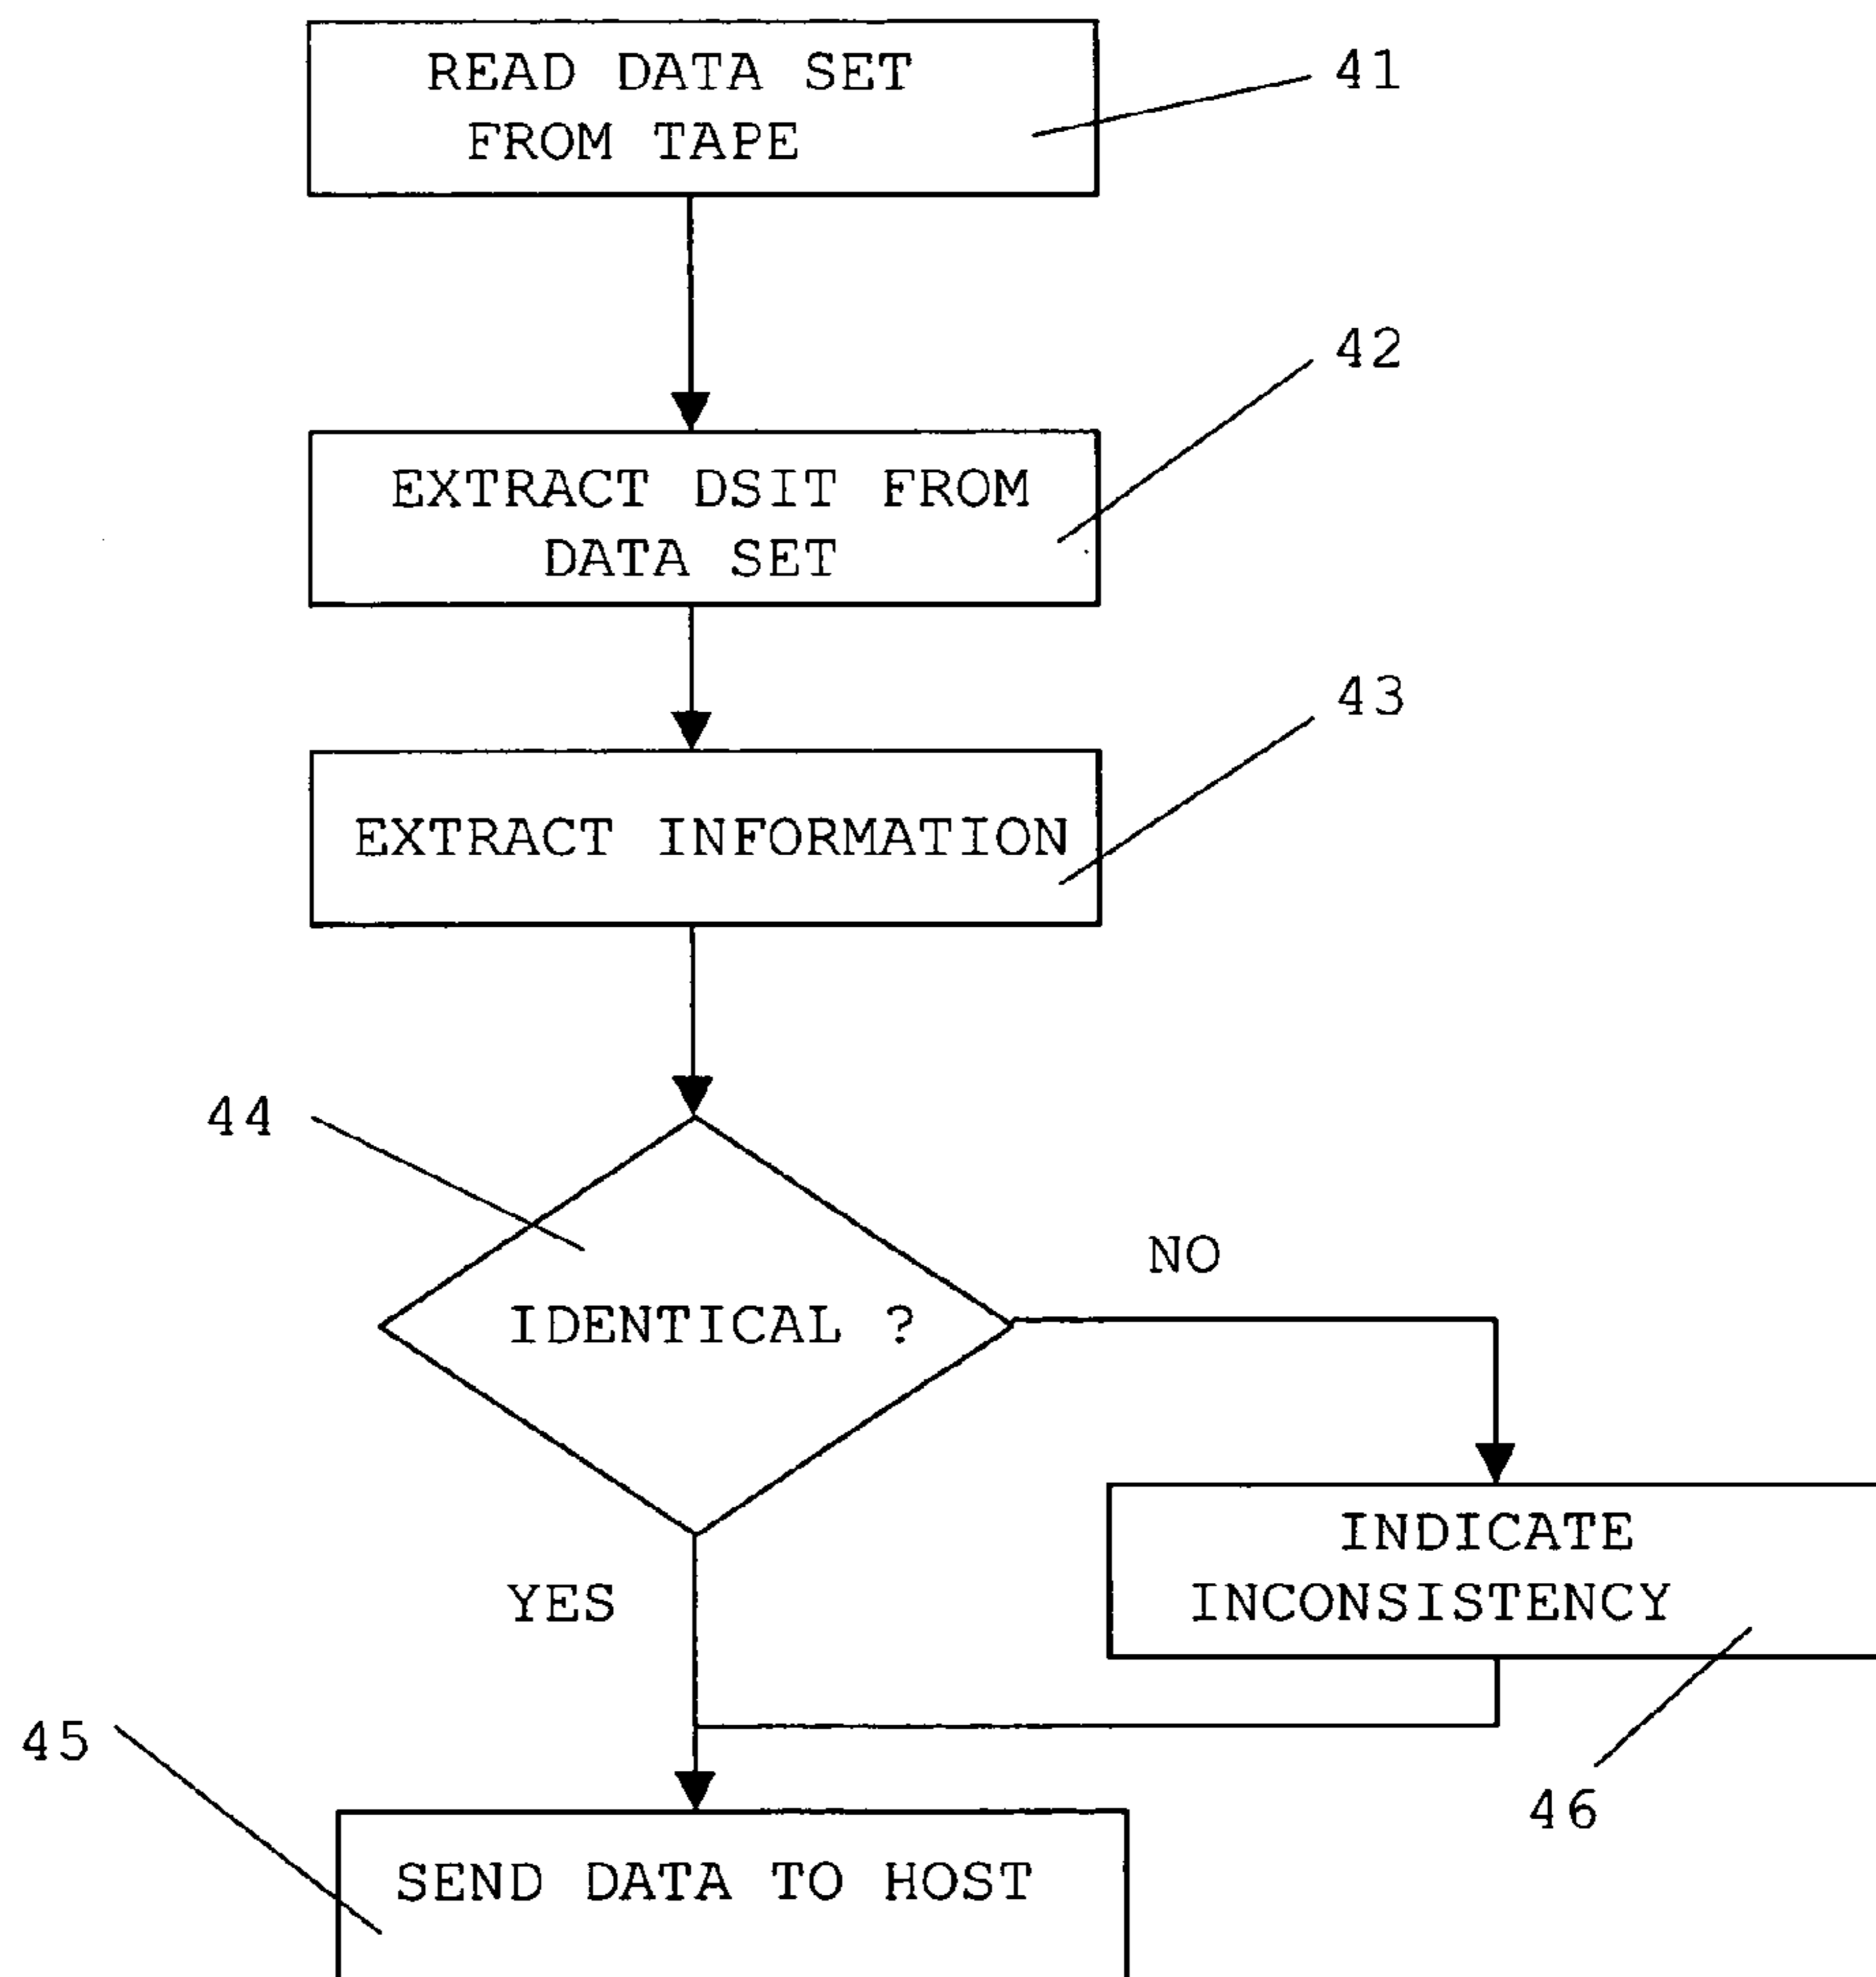 READ DATA SET
FROM TAPE
41
42
EXTRACT DSIT FROM
DATA SET
43
EXTRACT INFORMATION
44
NO
IDENTICAL ?
INDICATE
INCONSISTENCY
YES
45
46
SEND DATA TO HOST